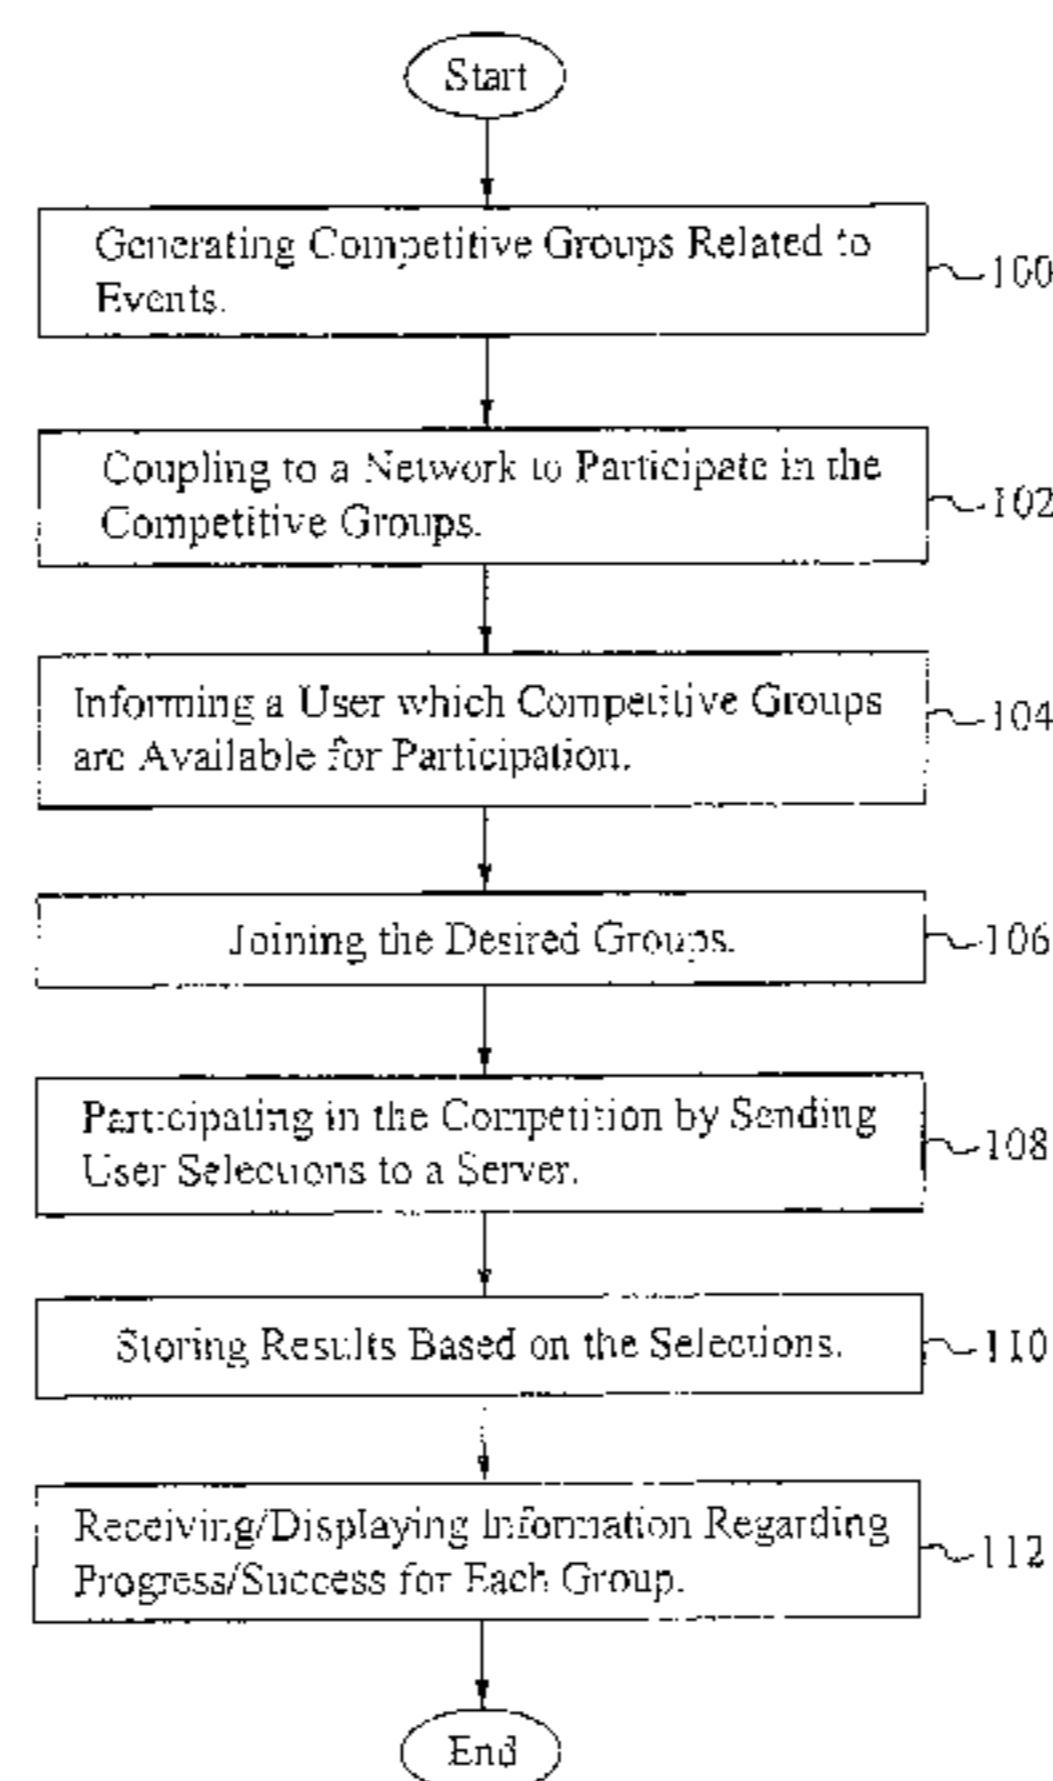 Start
Generating Competitive Groups Related to
Events.
100
Coupling to a Network to Participate in the
Competitive Groups.
102
Informing a User which Competitive Groups
are Available for Participation.
104
Joining the Desired Groups.
106
Participating in the Competition by Sending
User Selections to a Server.
108
Storing Results Based on the Selections.
110
Receiving/Displaying Information Regarding
Progress/Success for Each Group.
112
End